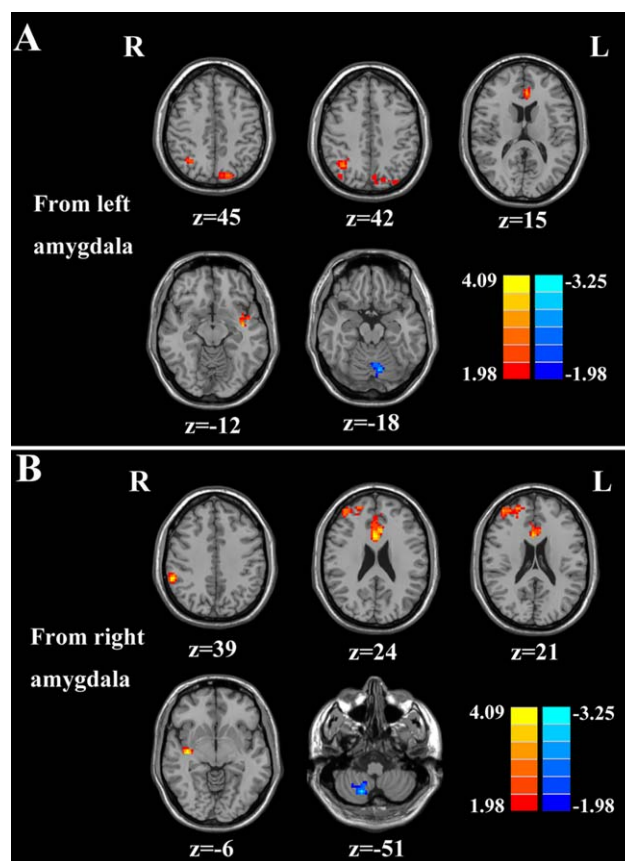 A
R
L
z=45
z=42
z=15
From left
amygdala
z=-12
z=-18
4.09
-3.25
1.98
-1.98
B
R
L
z=39
z=24
z=21
From right
amygdala
z=-6
z=-51
4.09
-3.25
1.98
-1.98